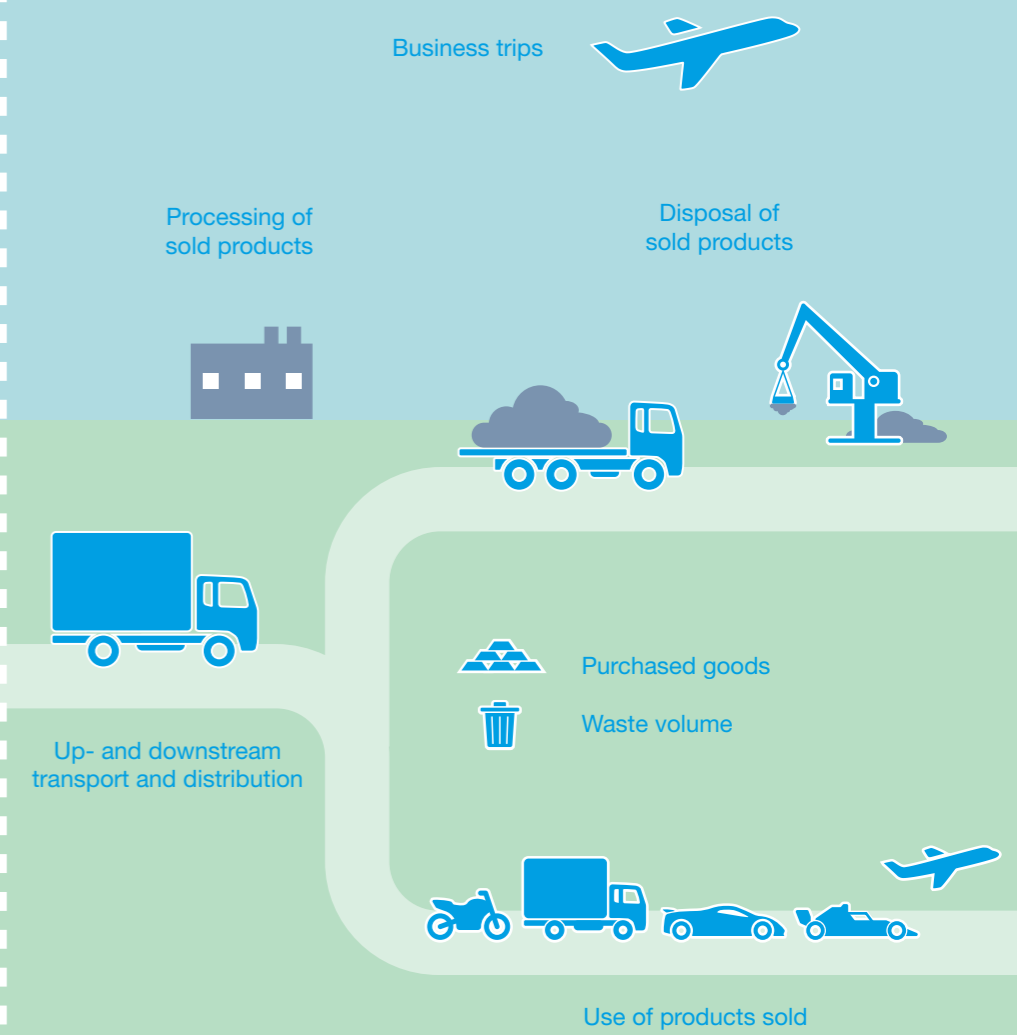 Business trips
Processing of
sold products
Disposal of
sold products
Purchased goods
Waste volume
Up- and downstream
transport and distribution
Use of products sold